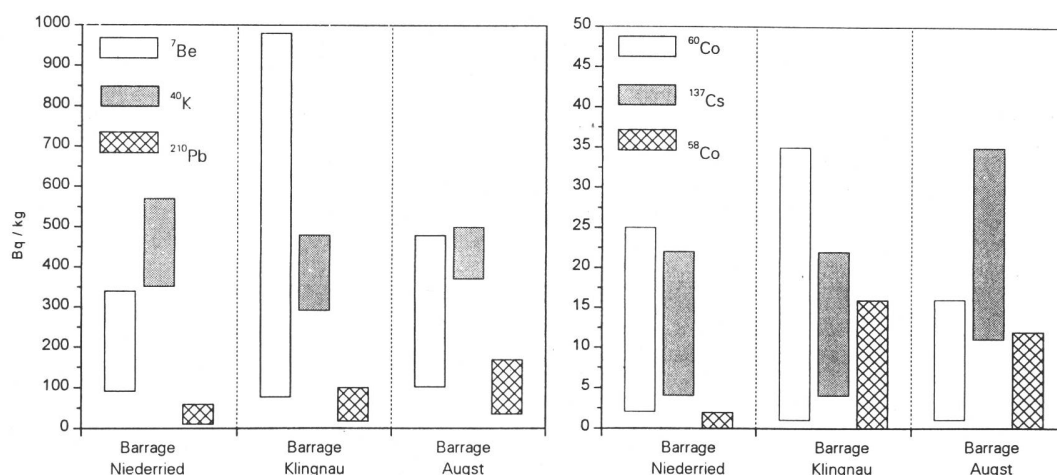 Bq / kg
1000
900
800
700
600
500
400
300
200
100
0
⁷Be
⁴⁰K
²¹⁰Pb
Barrage
Niederried
Barrage
Klingnau
Barrage
Augst
50
45
40
35
30
25
20
15
10
5
0
⁶⁰Co
¹³⁷Cs
⁵⁸Co
Barrage
Niederried
Barrage
Klingnau
Barrage
Augst